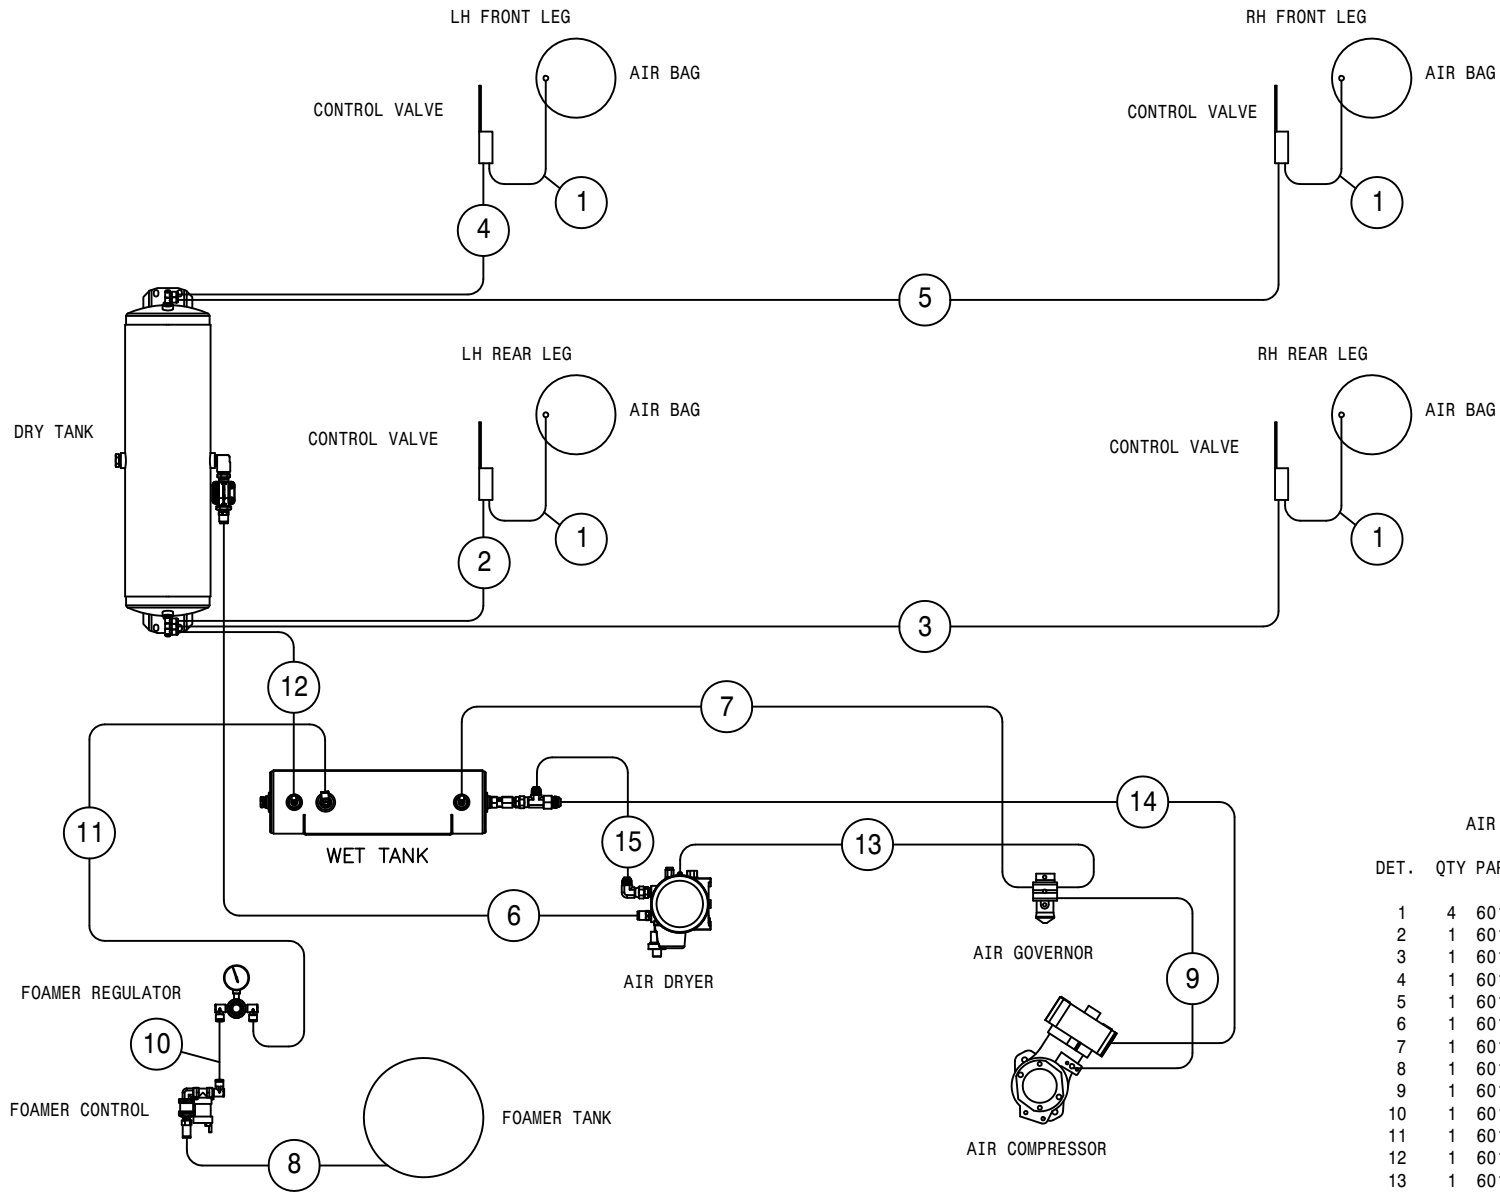 LH FRONT LEG
RH FRONT LEG
AIR BAG
AIR BAG
CONTROL VALVE
CONTROL VALVE
1
1
4
5
LH REAR LEG
RH REAR LEG
AIR BAG
AIR BAG
DRY TANK
CONTROL VALVE
CONTROL VALVE
1
1
2
3
12
7
14
11
15
13
WET TANK
6
AIR DRYER
AIR GOVERNOR
9
FOAMER REGULATOR
10
FOAMER CONTROL
FOAMER TANK
AIR COMPRESSOR
8
AIR
DET. QTY
1 4
2 1
3 1
4 1
5 1
6 1
7 1
8 1
9 1
10 1
11 1
12 1
13 1